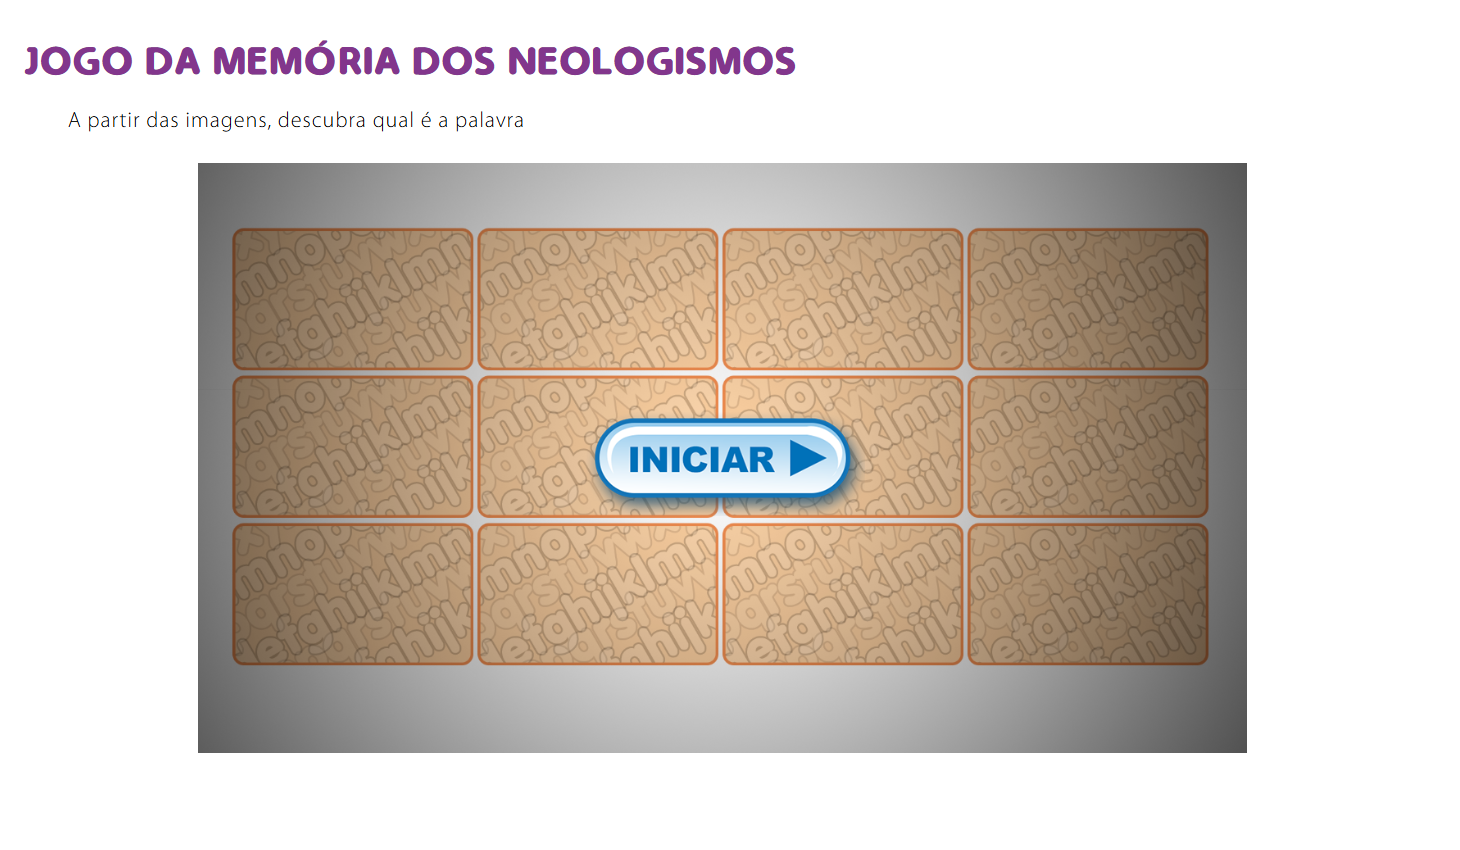 JOGO DA MEMÓRIA DOS NEOLOGISMOS
A partir das imagens, descubra qual é a palavra
INICIAR